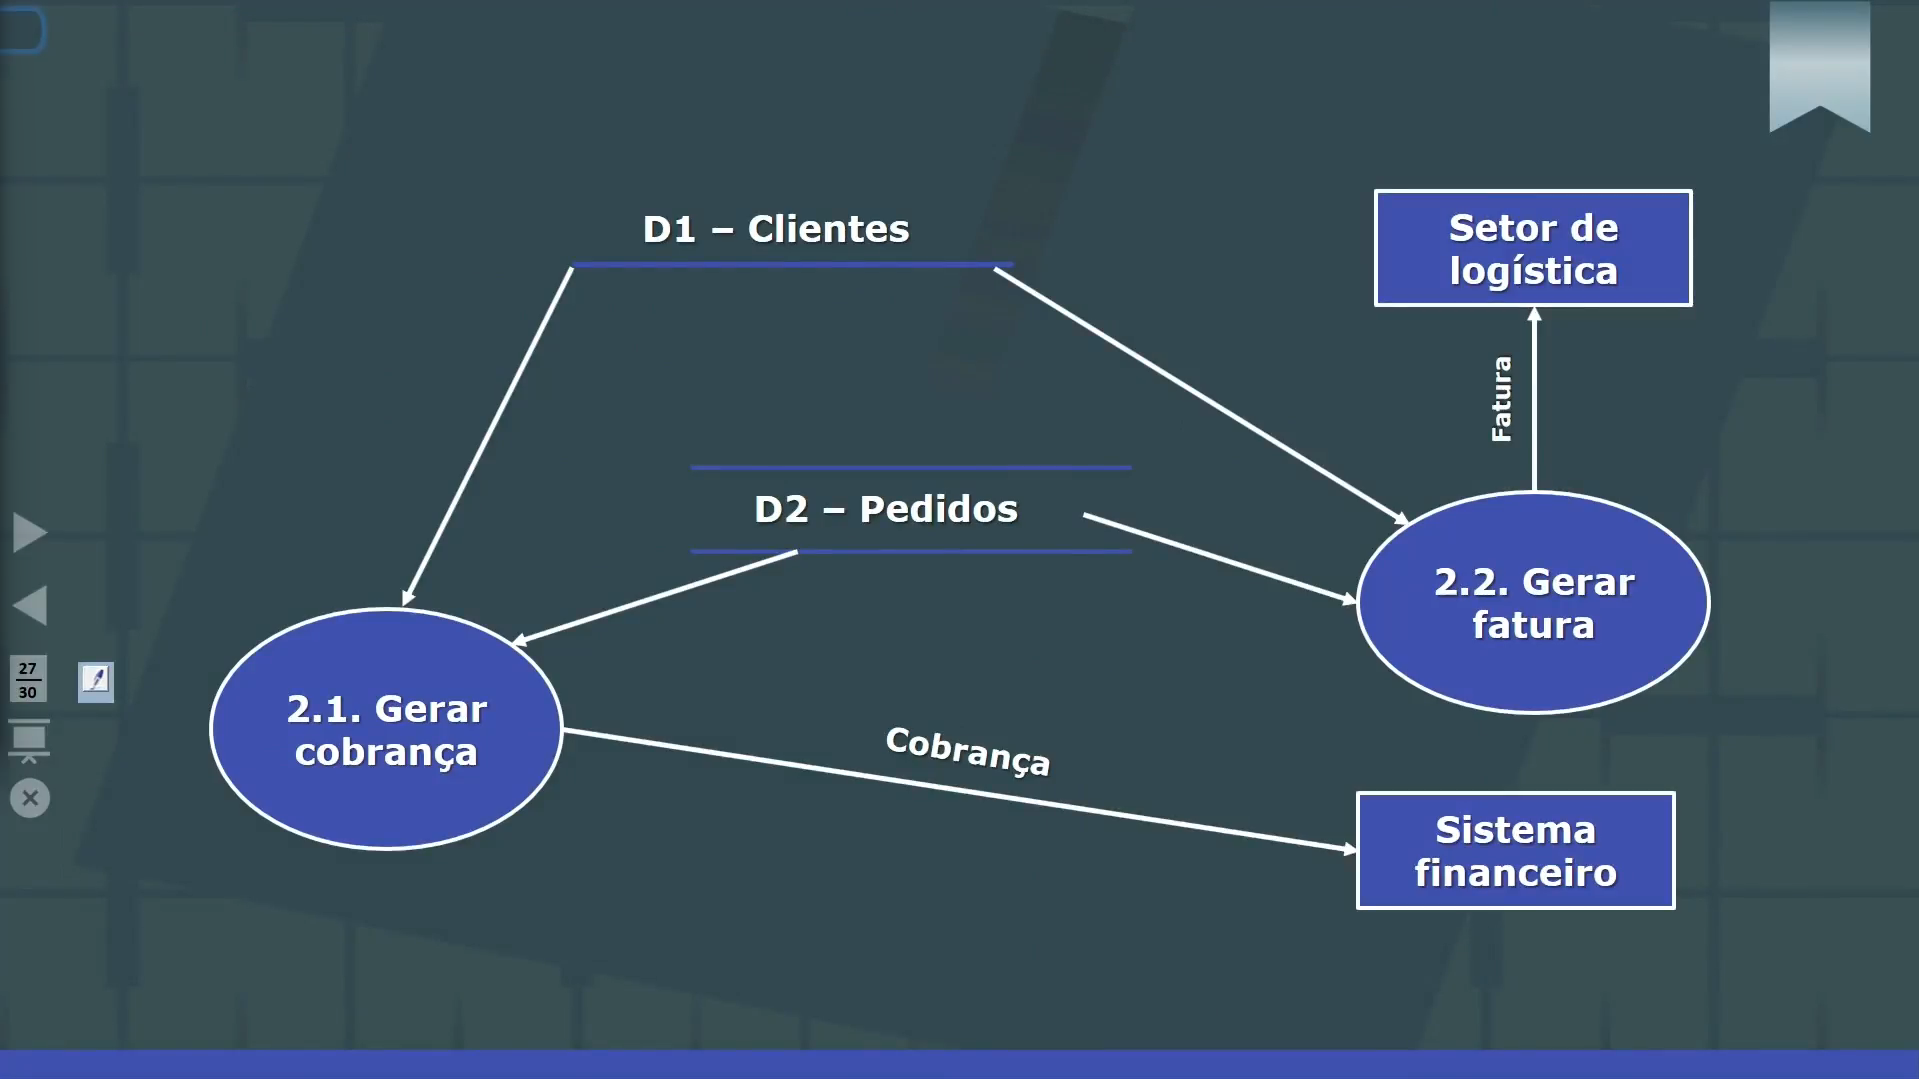 D1 – Clientes
Setor de
logística
Fatura
D2 – Pedidos
2.2. Gerar
fatura
27
30
2.1. Gerar
cobrança
Cobrança
Sistema
financeiro